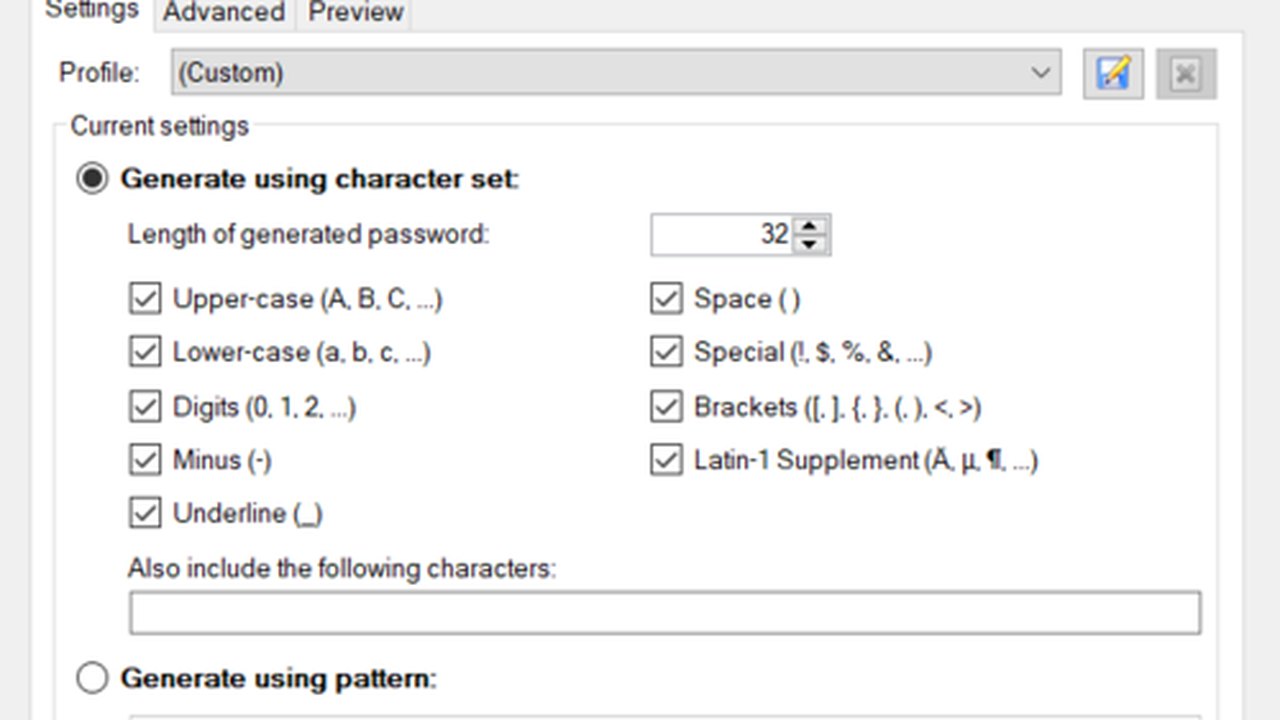 Settings Advanced Preview
Profile: (Custom)
Current settings
Generate using character set:
Length of generated password: 32
Upper-case (A, B, C, ...) Space ( )
Lower-case (a, b, c, ...) Special (!, $, %, &, ...)
Digits (0, 1, 2, ...) Brackets ([, ], {, }, (, ), <, >)
Minus (-) Latin-1 Supplement (Ä, µ, ¶, ...)
Underline (_)
Also include the following characters:
Generate using pattern: